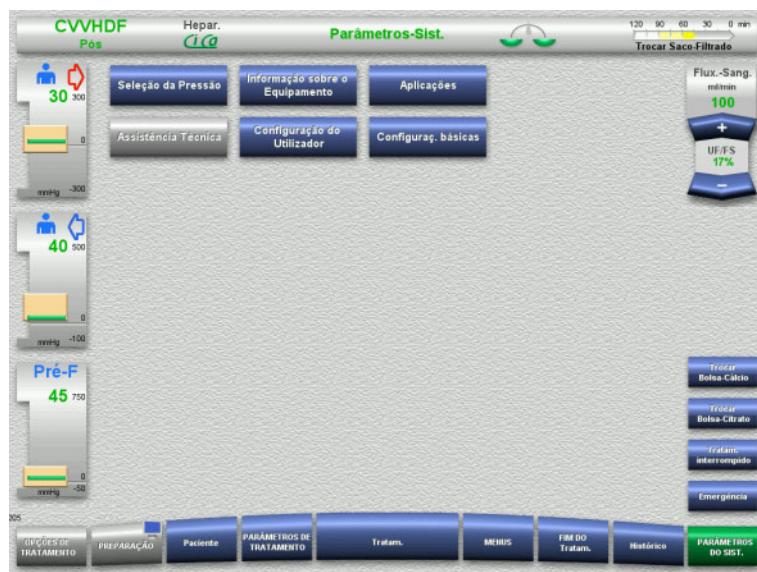 CVVHDF
Pós
Hepar.
CiCa
Parâmetros-Sist.
120 90 60 30 0 min
Trocar Saco-Filtrado
30
300
0
mmHg -300
40
500
0
mmHg -100
Pré-F
45
750
0
mmHg -50
Seleção da Pressão
Informação sobre o
Equipamento
Aplicações
Assistência Técnica
Configuração do
Utilizador
Configuraç. básicas
Flux.-Sang.
ml/min
100
+
UF/FS
17%
−
Trocar
Bolsa-Cálcio
Trocar
Bolsa-Citrato
Tratam.
interrompido
Emergência
205
OPÇÕES DE
TRATAMENTO
PREPARAÇÃO
Paciente
PARÂMETROS DE
TRATAMENTO
Tratam.
MENUS
FIM DO
Tratam.
Histórico
PARÂMETROS
DO SIST.